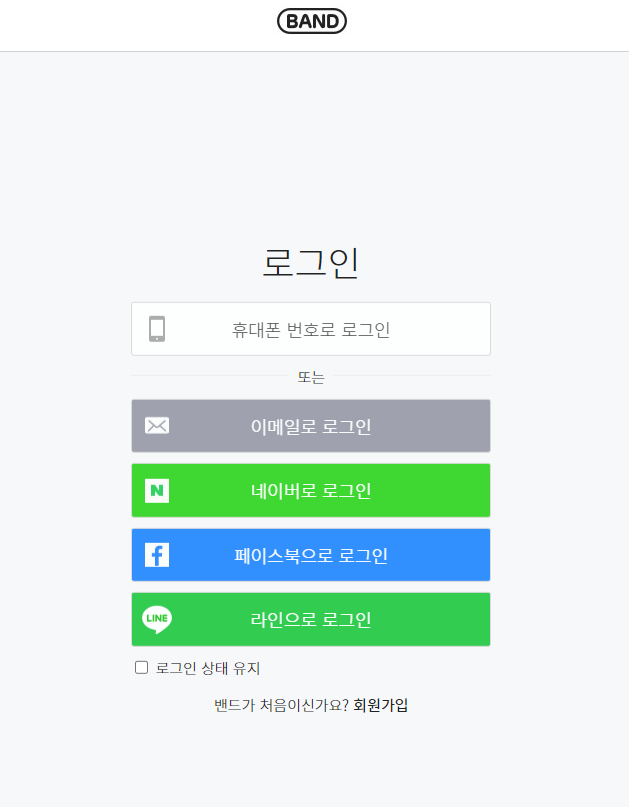 BAND
로그인
휴대폰 번호로 로그인
또는
이메일로 로그인
N
네이버로 로그인
f
페이스북으로 로그인
LINE
라인으로 로그인
로그인 상태 유지
밴드가 처음이신가요? 회원가입